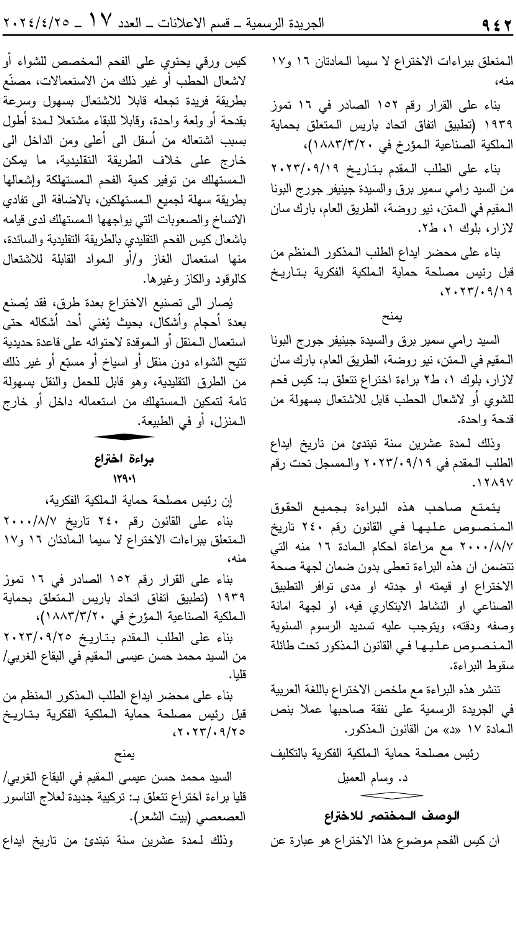 ٩٤٢
الجريدة الرسمية ـ قسم الاعلانات ـ العدد ١٧ ـ ٢٠٢٤/٤/٢٥
المتعلق ببراءات الاختراع لا سيما المادتان ١٦ و١٧
منه،
بناء على القرار رقم ١٥٢ الصادر في ١٦ تموز
١٩٣٩ (تطبيق اتفاق اتحاد باريس المتعلق بحماية
الملكية الصناعية المؤرخ في ١٨٨٣/٣/٢٠)،
بناء على الطلب المقدم بتاريخ ٢٠٢٣/٠٩/١٩
من السيد رامي سمير برق والسيدة جينيفر جورج البونا
المقيم في المتن، نيو روضة، الطريق العام، بارك سان
لازار، بلوك ١، ط٢.
بناء على محضر ايداع الطلب المذكور المنظم من
قبل رئيس مصلحة حماية الملكية الفكرية بتاريخ
٢٠٢٣/٠٩/١٩،
يمنح
السيد رامي سمير برق والسيدة جينيفر جورج البونا
المقيم في المتن، نيو روضة، الطريق العام، بارك سان
لازار، بلوك ١، ط٢ براءة اختراع تتعلق بـ: كيس فحم
للشوي أو لاشعال الحطب قابل للاشتعال بسهولة من
قدحة واحدة.
وذلك لمدة عشرين سنة تبتدئ من تاريخ ايداع
الطلب المقدم في ٢٠٢٣/٠٩/١٩ والمسجل تحت رقم
١٢٨٩٧.
يتمتع صاحب هذه البراءة بجميع الحقوق
المنصوص عليها في القانون رقم ٢٤٠ تاريخ
٢٠٠٠/٨/٧ مع مراعاة احكام المادة ١٦ منه التي
تتضمن ان هذه البراءة تعطى بدون ضمان لجهة صحة
الاختراع او قيمته او جدته او مدى توافر التطبيق
الصناعي او النشاط الابتكاري فيه، او لجهة امانة
وصفه ودقته، ويتوجب عليه تسديد الرسوم السنوية
المنصوص عليها في القانون المذكور تحت طائلة
سقوط البراءة.
تنشر هذه البراءة مع ملخص الاختراع باللغة العربية
في الجريدة الرسمية على نفقة صاحبها عملا بنص
المادة ١٧ «د» من القانون المذكور.
رئيس مصلحة حماية الملكية الفكرية بالتكليف
د. وسام العميل
الوصف المختصر للاختراع
ان كيس الفحم موضوع هذا الاختراع هو عبارة عن
كيس ورقي يحتوي على الفحم المخصص للشواء أو
لاشعال الحطب أو غير ذلك من الاستعمالات، مصنّع
بطريقة فريدة تجعله قابلا للاشتعال بسهول وسرعة
بقدحة أو ولعة واحدة، وقابلا للبقاء مشتعلا لمدة أطول
بسبب اشتعاله من أسفل الى أعلى ومن الداخل الى
خارج على خلاف الطريقة التقليدية، ما يمكن
المستهلك من توفير كمية الفحم المستهلكة وإشعالها
بطريقة سهلة لجميع المستهلكين، بالاضافة الى تفادي
الاتساخ والصعوبات التي يواجهها المستهلك لدى قيامه
باشعال كيس الفحم التقليدي بالطريقة التقليدية والسائدة،
منها استعمال الغاز و/أو المواد القابلة للاشتعال
كالوقود والكاز وغيرها.
يُصار الى تصنيع الاختراع بعدة طرق، فقد يُصنع
بعدة أحجام وأشكال، بحيث يُغني أحد أشكاله حتى
استعمال المنقل أو الموقدة لاحتوائه على قاعدة حديدية
تتيح الشواء دون منقل أو اسياخ أو مسبّع أو غير ذلك
من الطرق التقليدية، وهو قابل للحمل والنقل بسهولة
تامة لتمكين المستهلك من استعماله داخل أو خارج
المنزل، أو في الطبيعة.
براءة اختراع
١٢٩٠١
إن رئيس مصلحة حماية الملكية الفكرية،
بناء على القانون رقم ٢٤٠ تاريخ ٢٠٠٠/٨/٧
المتعلق ببراءات الاختراع لا سيما المادتان ١٦ و١٧
منه،
بناء على القرار رقم ١٥٢ الصادر في ١٦ تموز
١٩٣٩ (تطبيق اتفاق اتحاد باريس المتعلق بحماية
الملكية الصناعية المؤرخ في ١٨٨٣/٣/٢٠)،
بناء على الطلب المقدم بتاريخ ٢٠٢٣/٠٩/٢٥
من السيد محمد حسن عيسى المقيم في البقاع الغربي/
قليا.
بناء على محضر ايداع الطلب المذكور المنظم من
قبل رئيس مصلحة حماية الملكية الفكرية بتاريخ
٢٠٢٣/٠٩/٢٥،
يمنح
السيد محمد حسن عيسى المقيم في البقاع الغربي/
قليا براءة اختراع تتعلق بـ: تركيبة جديدة لعلاج الناسور
العصعصي (بيت الشعر).
وذلك لمدة عشرين سنة تبتدئ من تاريخ ايداع